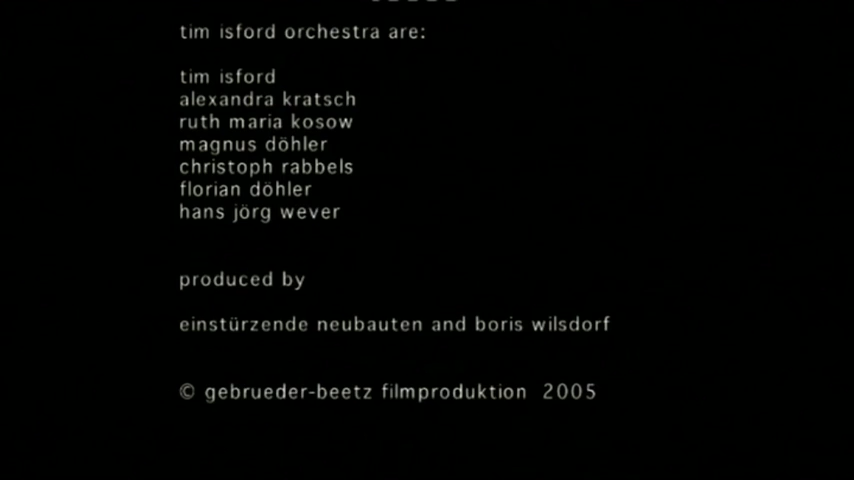 tim isford orchestra are:
tim isford
alexandra kratsch
ruth maria kosow
magnus döhler
christoph rabbels
florian döhler
hans jörg wever
produced by
einstürzende neubauten and boris wilsdorf
© gebrueder-beetz filmproduktion 2005